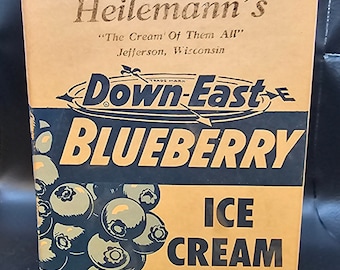 Heilemann's
"The Cream Of Them All"
Jefferson, Wisconsin
TRADE MARK
Down-East
E
BLUEBERRY
ICE
CREAM